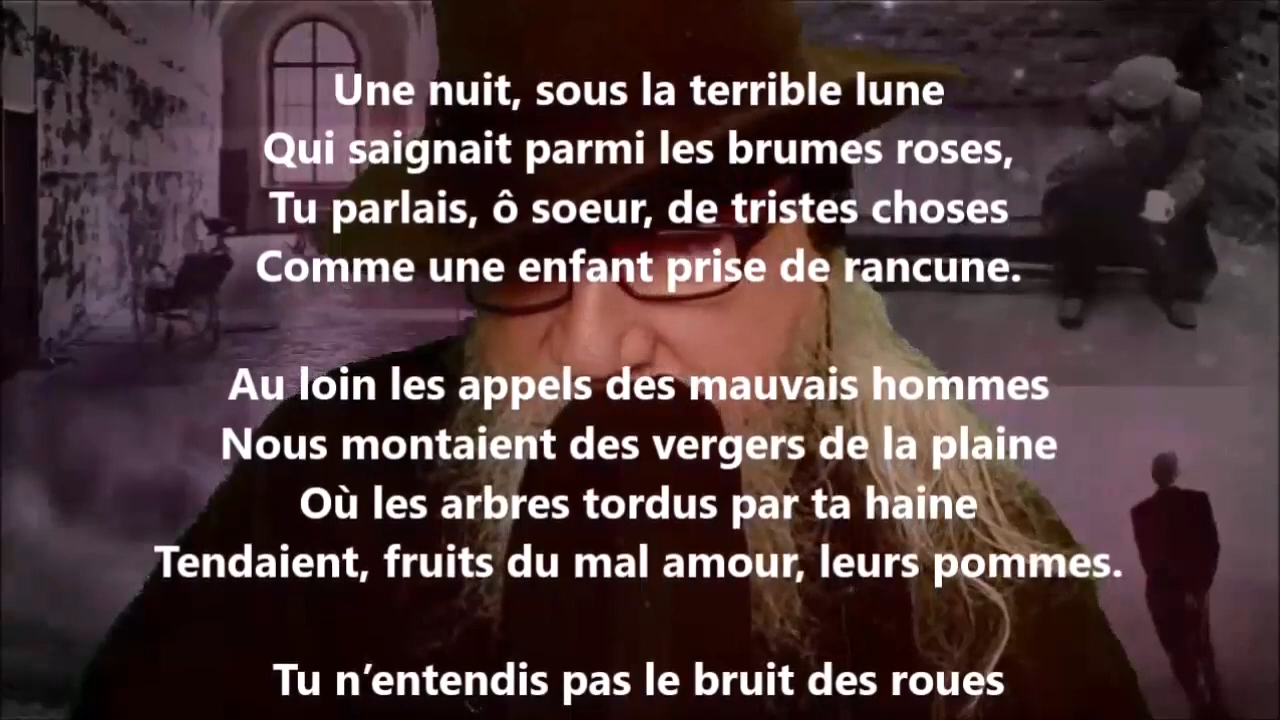 Une nuit, sous la terrible lune
Qui saignait parmi les brumes roses,
Tu parlais, ô soeur, de tristes choses
Comme une enfant prise de rancune.
Au loin les appels des mauvais hommes
Nous montaient des vergers de la plaine
Où les arbres tordus par ta haine
Tendaient, fruits du mal amour, leurs pommes.
Tu n’entendis pas le bruit des roues